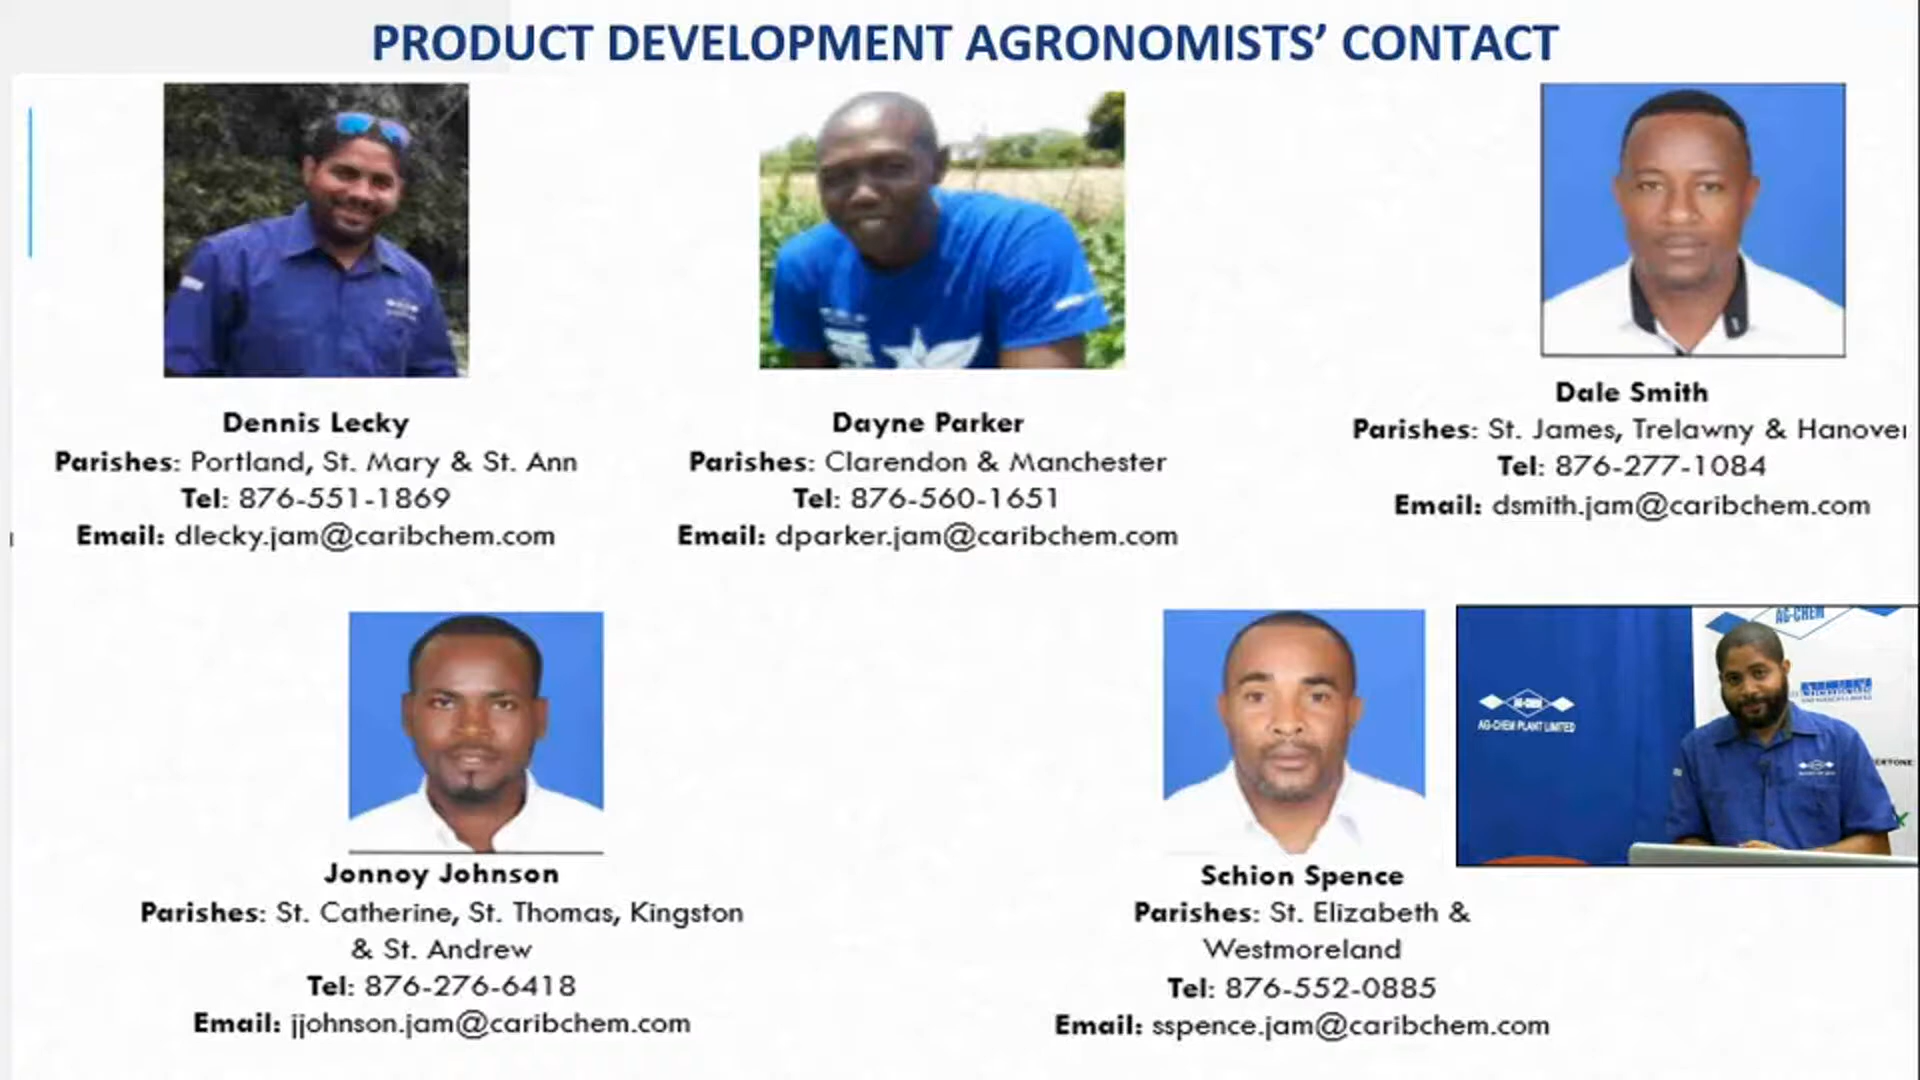 PRODUCT DEVELOPMENT AGRONOMISTS’ CONTACT
Dennis Lecky
Parishes: Portland, St. Mary & St. Ann
Tel: 876-551-1869
Email: dlecky.jam@caribchem.com
Dayne Parker
Parishes: Clarendon & Manchester
Tel: 876-560-1651
Email: dparker.jam@caribchem.com
Dale Smith
Parishes: St. James, Trelawny & Hanover
Tel: 876-277-1084
Email: dsmith.jam@caribchem.com
Jonnoy Johnson
Parishes: St. Catherine, St. Thomas, Kingston
& St. Andrew
Tel: 876-276-6418
Email: jjohnson.jam@caribchem.com
Schion Spence
Parishes: St. Elizabeth &
Westmoreland
Tel: 876-552-0885
Email: sspence.jam@caribchem.com
AG-CHEM
AG-CHEM
AG-CHEM PLANT LIMITED